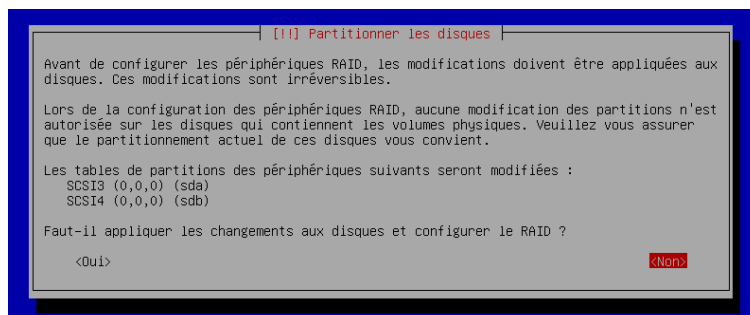 [!!] Partitionner les disques
Avant de configurer les périphériques RAID, les modifications doivent être appliquées aux
disques. Ces modifications sont irréversibles.
Lors de la configuration des périphériques RAID, aucune modification des partitions n'est
autorisée sur les disques qui contiennent les volumes physiques. Veuillez vous assurer
que le partitionnement actuel de ces disques vous convient.
Les tables de partitions des périphériques suivants seront modifiées :
SCSI3 (0,0,0) (sda)
SCSI4 (0,0,0) (sdb)
Faut-il appliquer les changements aux disques et configurer le RAID ?
<Oui> <Non>